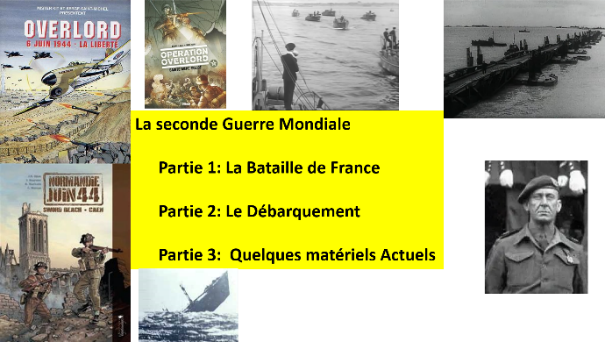 OVERLORD
6 JUIN 1944 - LA LIBERTÉ
OPERATION
OVERLORD
La seconde Guerre Mondiale
Partie 1: La Bataille de France
Partie 2: Le Débarquement
Partie 3: Quelques matériels Actuels
NORMANDIE
JUIN 44
SWORD BEACH - CAEN